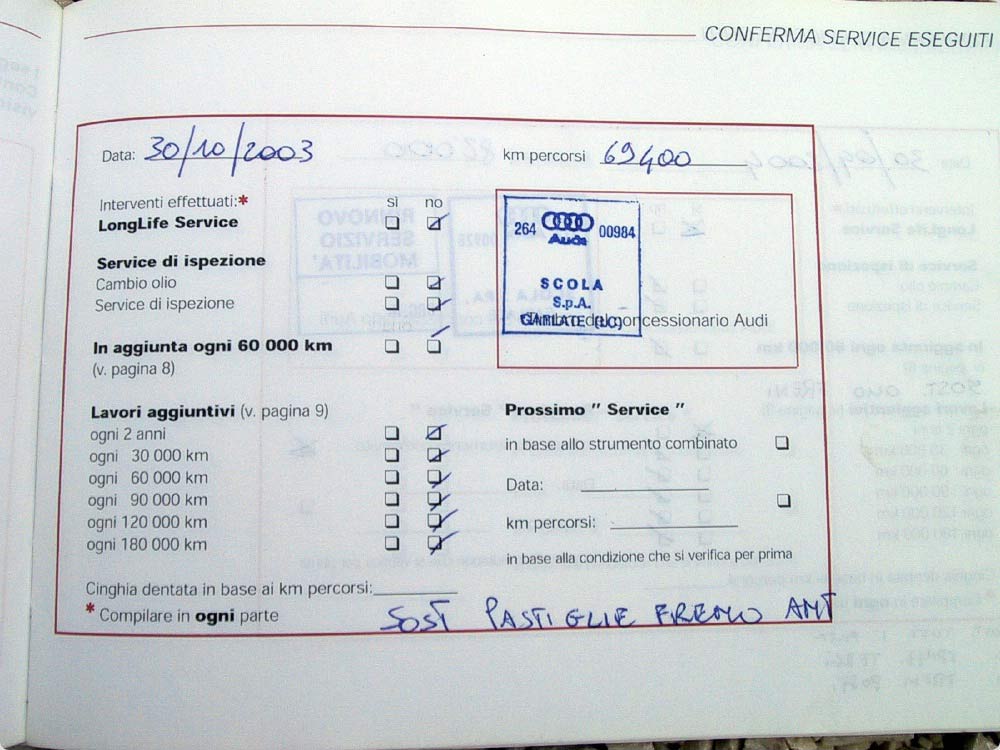 CONFERMA SERVICE ESEGUITI
Data: 30/10/2003
km percorsi 69400
Interventi effettuati:* sì no
LongLife Service
Service di ispezione
Cambio olio
Service di ispezione
In aggiunta ogni 60 000 km
(v. pagina 8)
264 Audi 00984
SCOLA
S.p.A.
GARLATE (LC)
Timbro del concessionario Audi
Lavori aggiuntivi (v. pagina 9)
ogni 2 anni
ogni 30 000 km
ogni 60 000 km
ogni 90 000 km
ogni 120 000 km
ogni 180 000 km
Prossimo " Service "
in base allo strumento combinato
Data:
km percorsi:
in base alla condizione che si verifica per prima
Cinghia dentata in base ai km percorsi:
* Compilare in ogni parte
SOST PASTIGLIE FRENO ANT